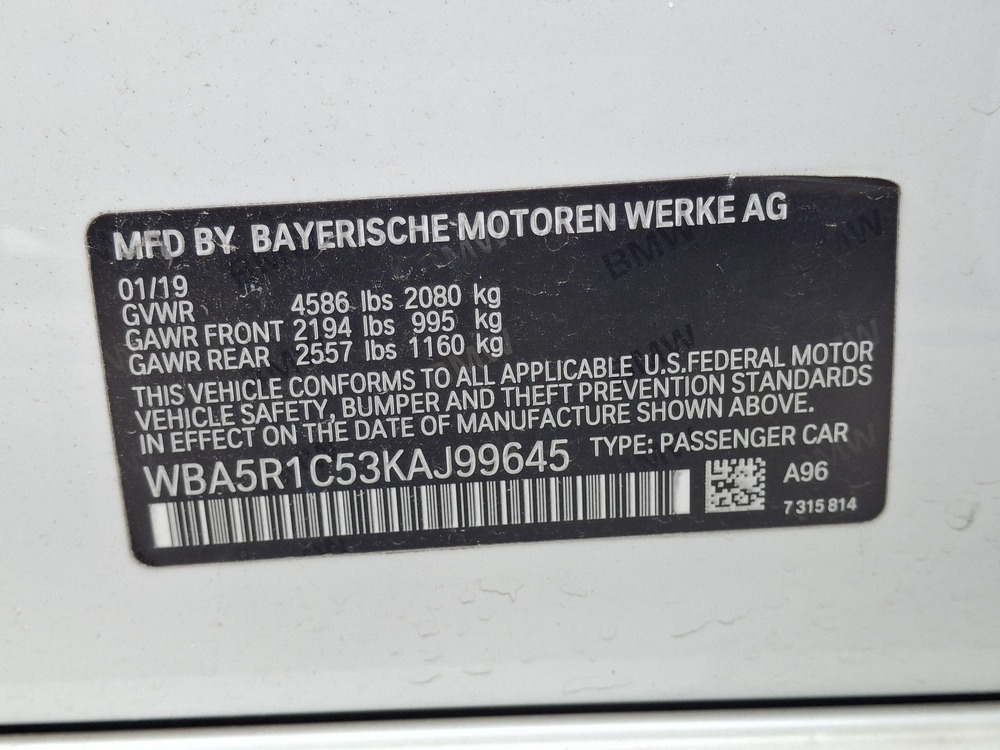 MFD BY BAYERISCHE MOTOREN WERKE AG
01/19
GVWR 4586 lbs 2080 kg
GAWR FRONT 2194 lbs 995 kg
GAWR REAR 2557 lbs 1160 kg
THIS VEHICLE CONFORMS TO ALL APPLICABLE U.S.FEDERAL MOTOR
VEHICLE SAFETY, BUMPER AND THEFT PREVENTION STANDARDS
IN EFFECT ON THE DATE OF MANUFACTURE SHOWN ABOVE.
WBA5R1C53KAJ99645 TYPE: PASSENGER CAR
A96
7 315 814